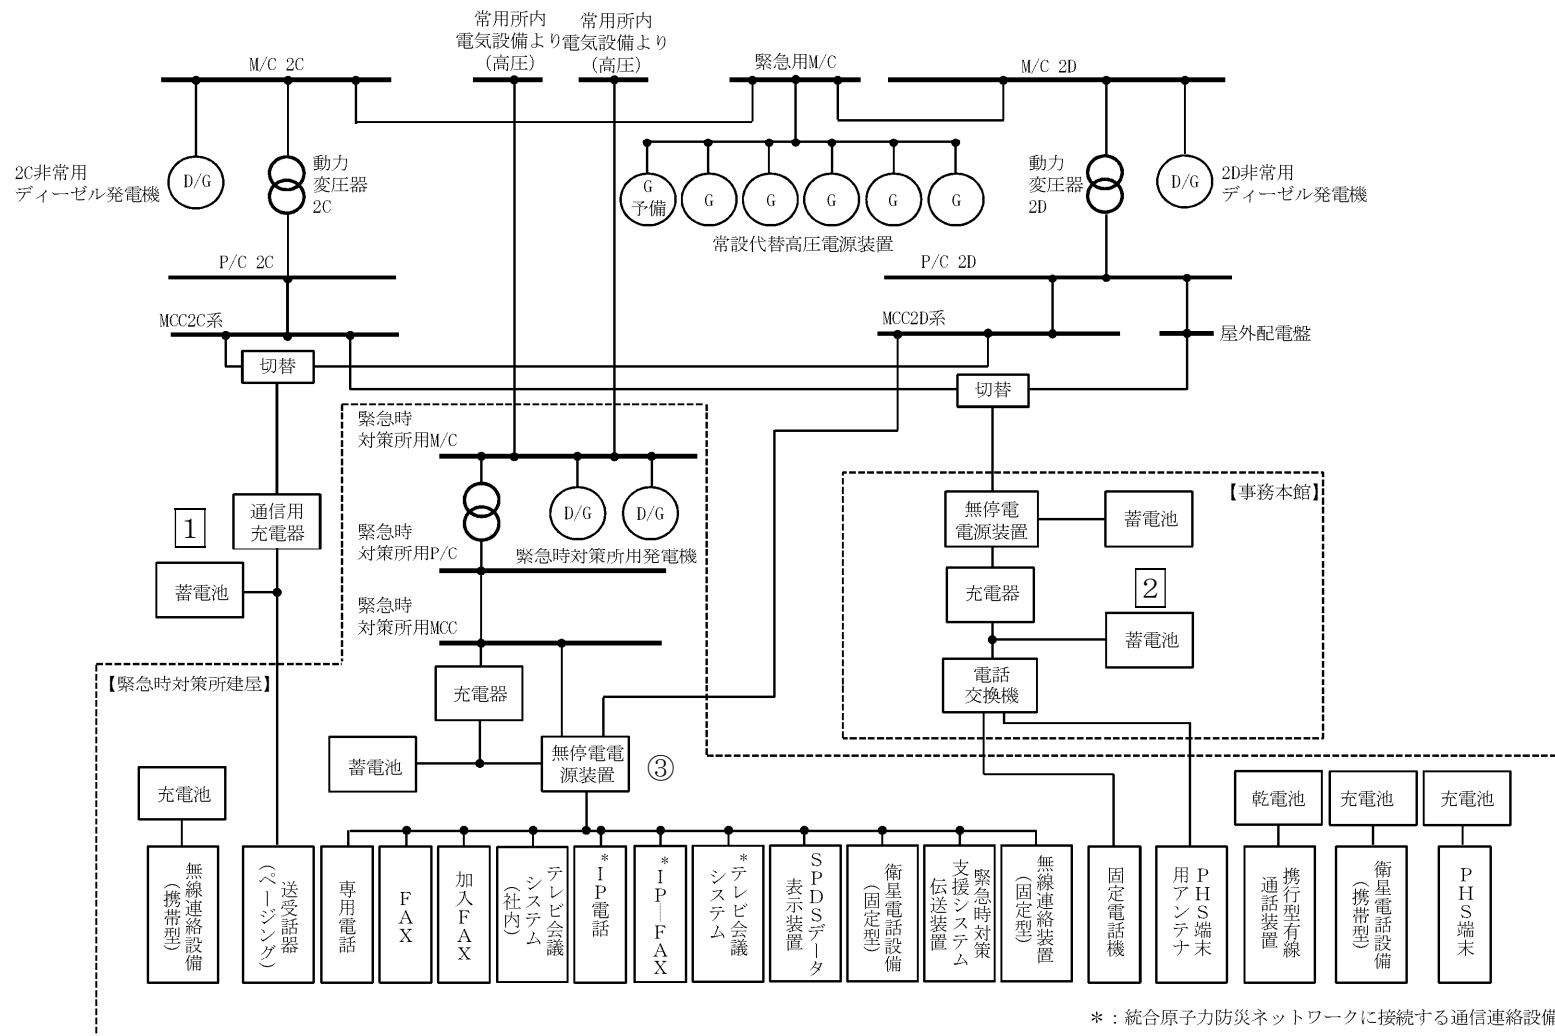 常用所内
電気設備より
(高圧)
常用所内
電気設備より
(高圧)
M/C 2C
緊急用M/C
M/C 2D
2C非常用
ディーゼル発電機
D/G
動力
変圧器
2C
G
予備
G
G
G
G
G
常設代替高圧電源装置
動力
変圧器
2D
D/G
2D非常用
ディーゼル発電機
P/C 2C
P/C 2D
MCC2C系
MCC2D系
屋外配電盤
切替
切替
緊急時
対策所用M/C
D/G
D/G
緊急時対策所用発電機
緊急時
対策所用P/C
緊急時
対策所用MCC
1
通信用
充電器
蓄電池
【事務本館】
無停電
電源装置
蓄電池
充電器
2
蓄電池
電話
交換機
【緊急時対策所建屋】
充電器
蓄電池
無停電電
源装置
③
充電池
乾電池
充電池
充電池
無線連絡設備
(携帯型)
送受話器
(ページング)
専用電話
FAX
加入FAX
テレビ会議
システム
(社内)
*IP電話
*IP―FAX
*テレビ会議
システム
SPDSデータ
表示装置
衛星電話設備
(固定型)
緊急時対策
支援システム
伝送装置
無線連絡装置
(固定型)
固定電話機
PHS端末
用アンテナ
携行型有線
通話装置
衛星電話設備
(携帯型)
PHS端末
*:統合原子力防災ネットワークに接続する通信連絡設備